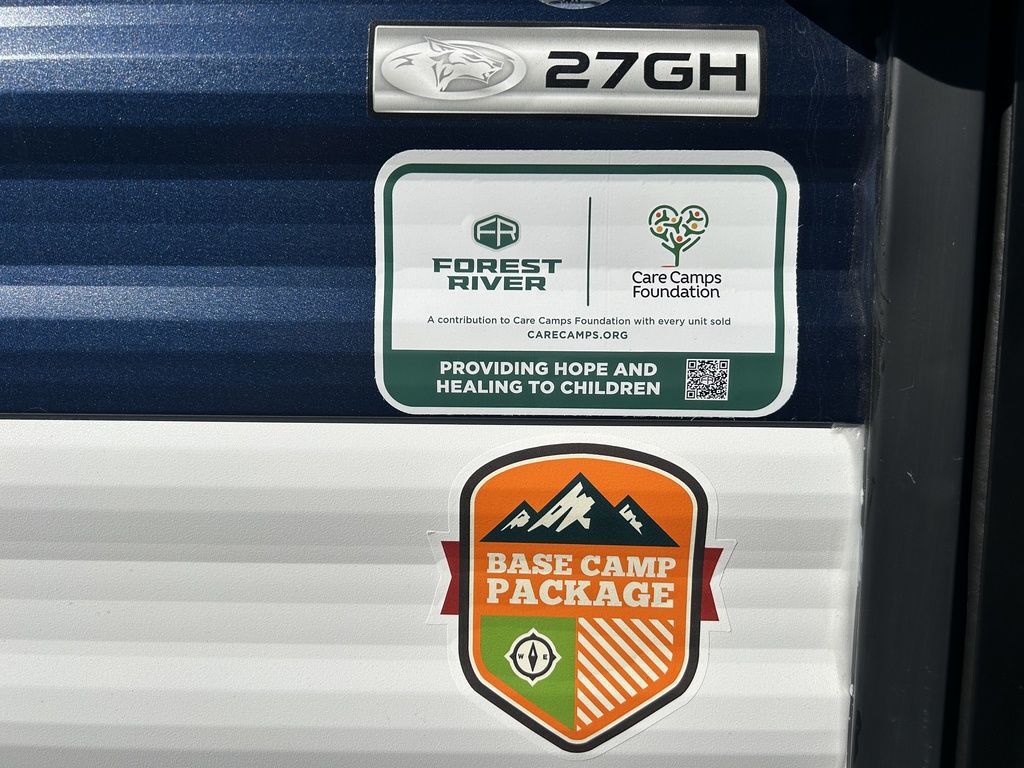 27GH
FR
FOREST
RIVER
Care Camps
Foundation
A contribution to Care Camps Foundation with every unit sold
CARECAMPS.ORG
PROVIDING HOPE AND
HEALING TO CHILDREN
BASE CAMP
PACKAGE
W E